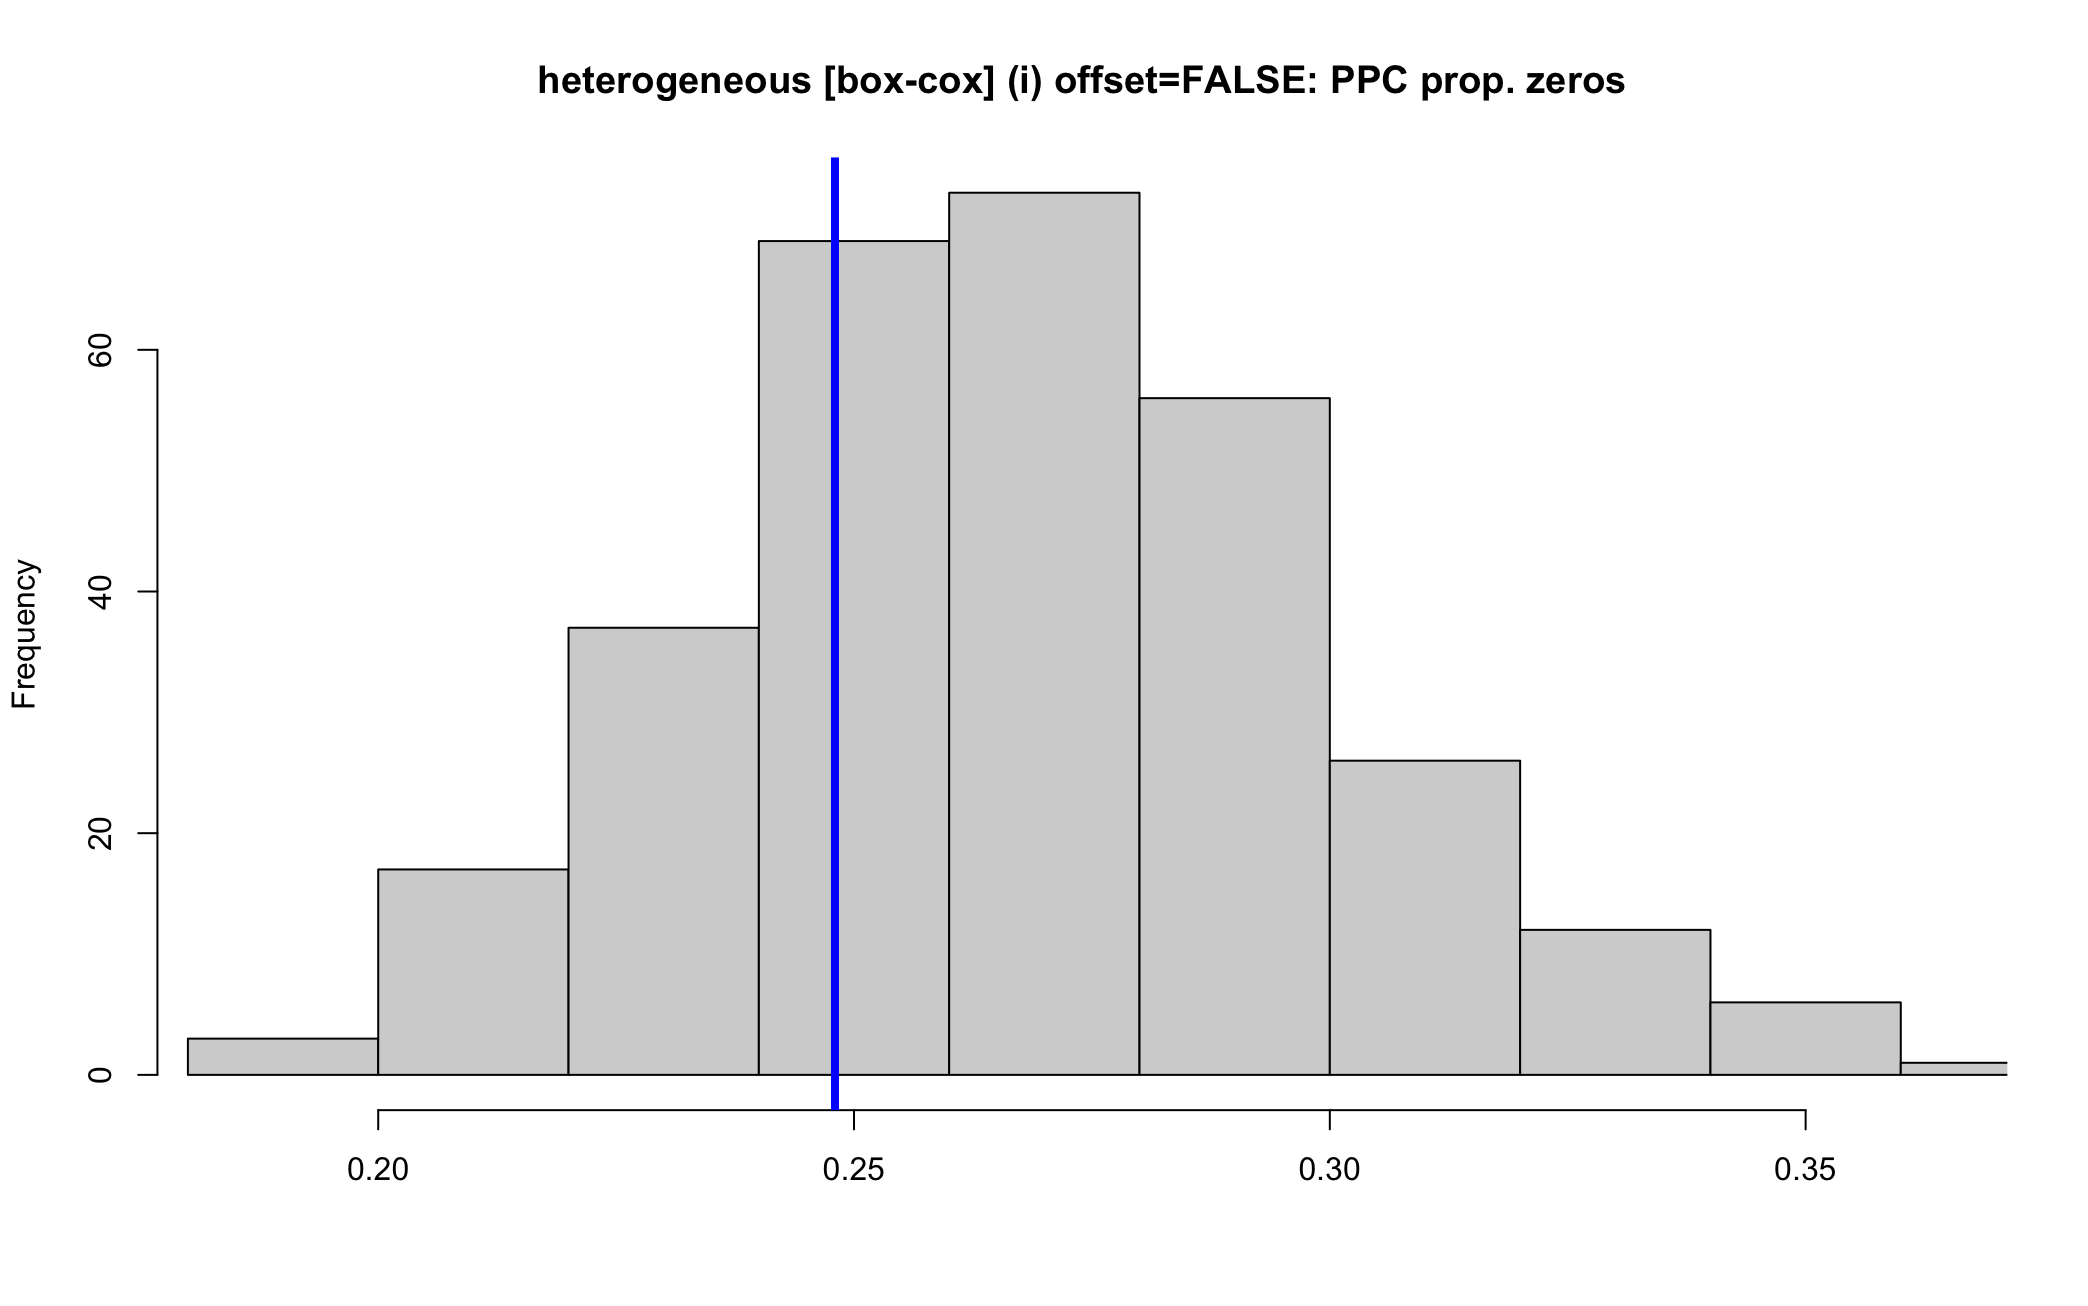 heterogeneous [box-cox] (i) offset=FALSE: PPC prop. zeros
Frequency
60
40
20
0
0.20 0.25 0.30 0.35